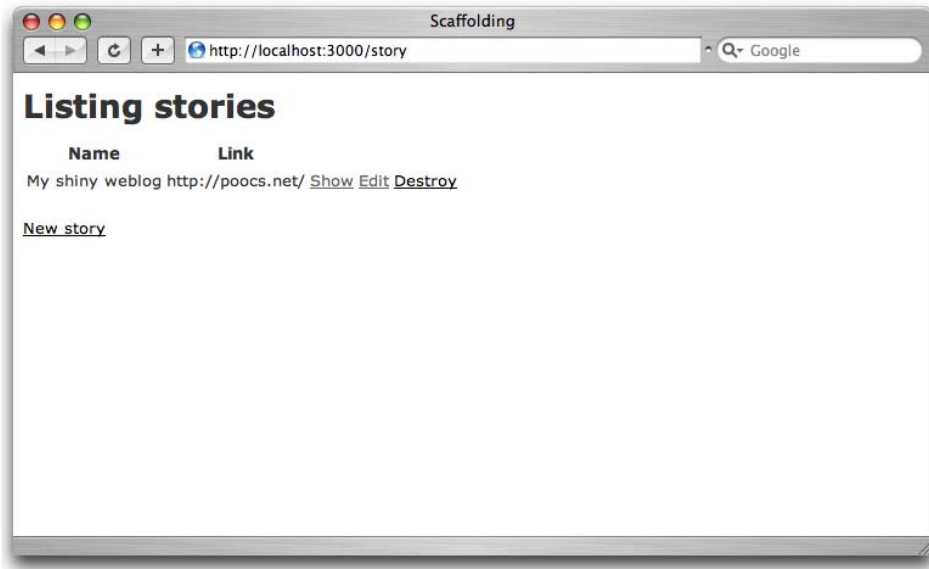 Scaffolding
http://localhost:3000/story
Google
Listing stories
Name Link
My shiny weblog http://poocs.net/ Show Edit Destroy
New story